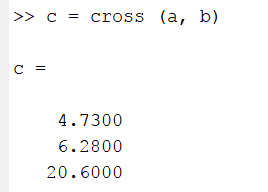 >> c = cross (a, b)
c =
4.7300
6.2800
20.6000